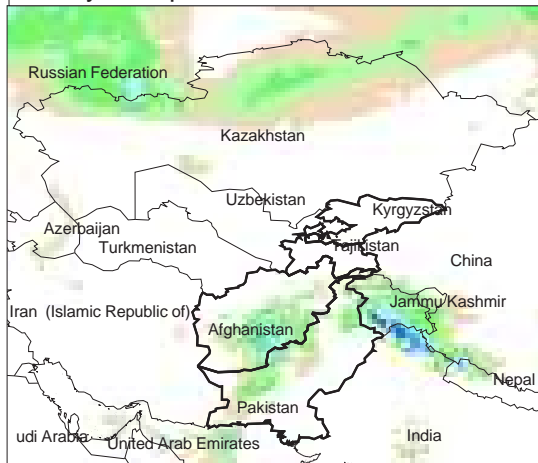 Russian Federation
Kazakhstan
Uzbekistan
Kyrgyzstan
Azerbaijan
Turkmenistan
Tajikistan
China
Iran (Islamic Republic of)
Jammu Kashmir
Afghanistan
Nepal
Pakistan
udi Arabia
United Arab Emirates
India